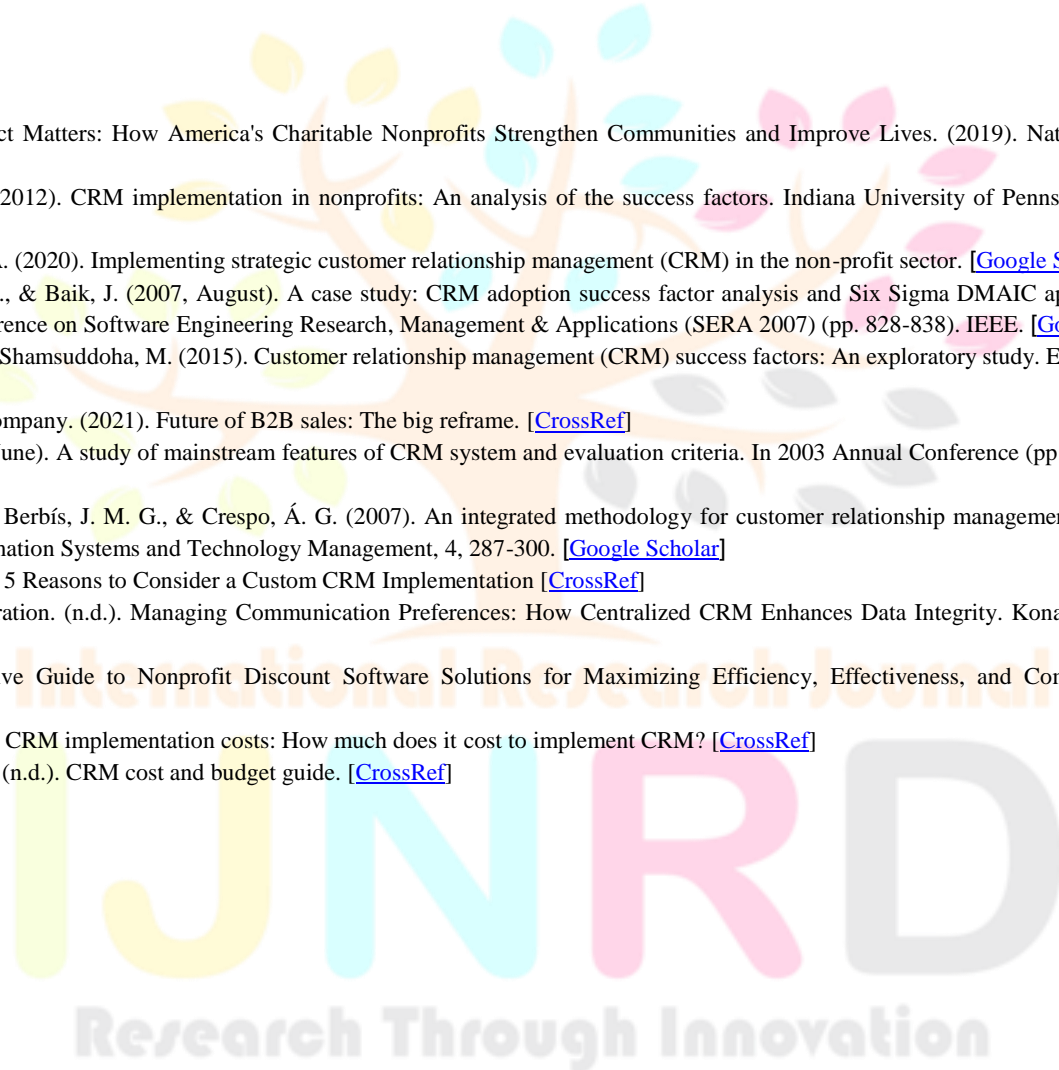 ct Matters: How America's Charitable Nonprofits Strengthen Communities and Improve Lives. (2019). Nat
2012). CRM implementation in nonprofits: An analysis of the success factors. Indiana University of Penns
. (2020). Implementing strategic customer relationship management (CRM) in the non-profit sector. [Google S
., & Baik, J. (2007, August). A case study: CRM adoption success factor analysis and Six Sigma DMAIC ap
rence on Software Engineering Research, Management & Applications (SERA 2007) (pp. 828-838). IEEE. [Go
Shamsuddoha, M. (2015). Customer relationship management (CRM) success factors: An exploratory study. E
ompany. (2021). Future of B2B sales: The big reframe. [CrossRef]
une). A study of mainstream features of CRM system and evaluation criteria. In 2003 Annual Conference (pp
Berbís, J. M. G., & Crespo, Á. G. (2007). An integrated methodology for customer relationship managemen
nation Systems and Technology Management, 4, 287-300. [Google Scholar]
5 Reasons to Consider a Custom CRM Implementation [CrossRef]
ration. (n.d.). Managing Communication Preferences: How Centralized CRM Enhances Data Integrity. Kona
International Research Journal
ve Guide to Nonprofit Discount Software Solutions for Maximizing Efficiency, Effectiveness, and Con
CRM implementation costs: How much does it cost to implement CRM? [CrossRef]
(n.d.). CRM cost and budget guide. [CrossRef]
IJNRD
Research Through Innovation